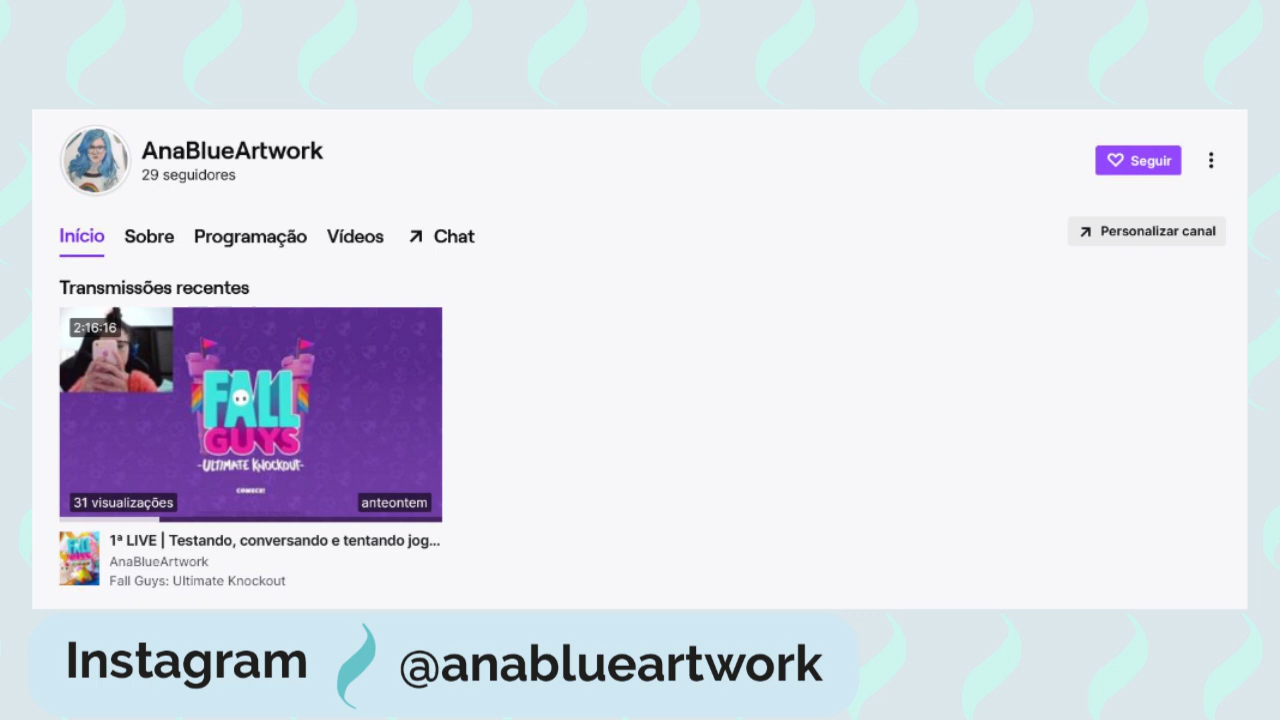 AnaBlueArtwork
29 seguidores
Seguir
Início Sobre Programação Vídeos Chat
Personalizar canal
Transmissões recentes
2:16:16
FALL
GUYS
-ULTIMATE KNOCKOUT-
COMECE!
31 visualizações anteontem
1ª LIVE | Testando, conversando e tentando jog...
AnaBlueArtwork
Fall Guys: Ultimate Knockout
Instagram @anablueartwork